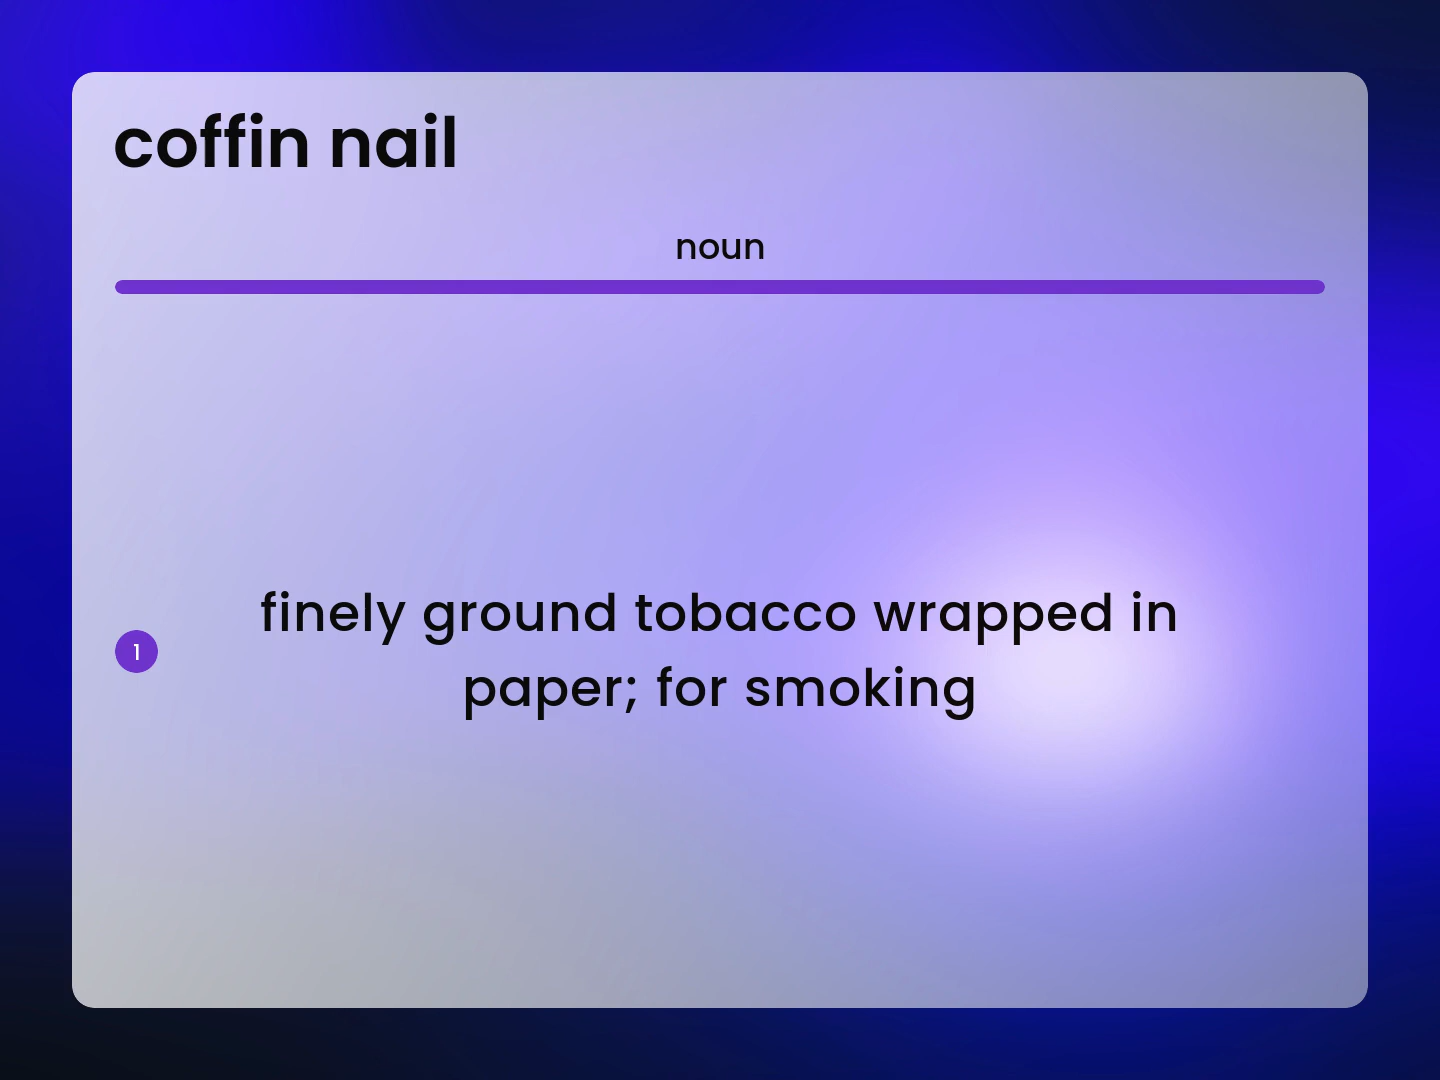 coffin nail
noun
1
finely ground tobacco wrapped in
paper; for smoking